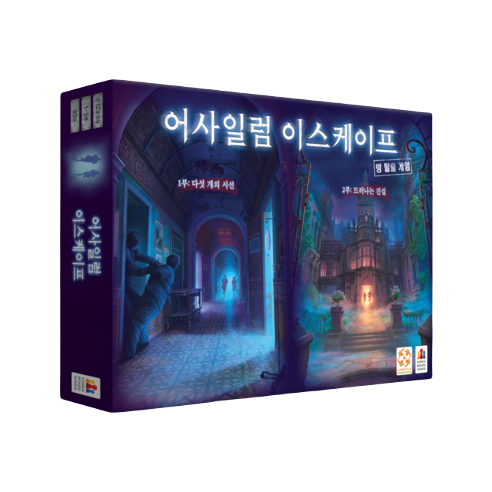 어사일럼 이스케이프
방 탈출 게임
1부: 다섯 개의 시선
2부: 드러나는 진실
어사일럼
이스케이프